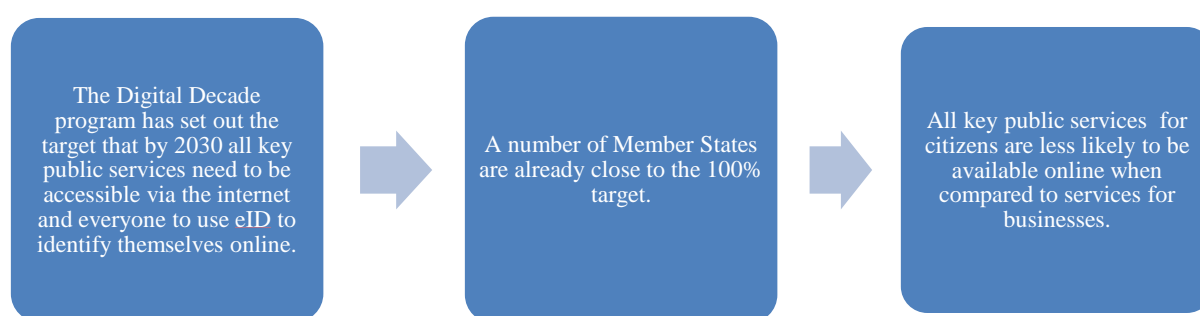 The Digital Decade
program has set out the
target that by 2030 all key
public services need to be
accessible via the internet
and everyone to use eID to
identify themselves online.
A number of Member States
are already close to the 100%
target.
All key public services for
citizens are less likely to be
available online when
compared to services for
businesses.